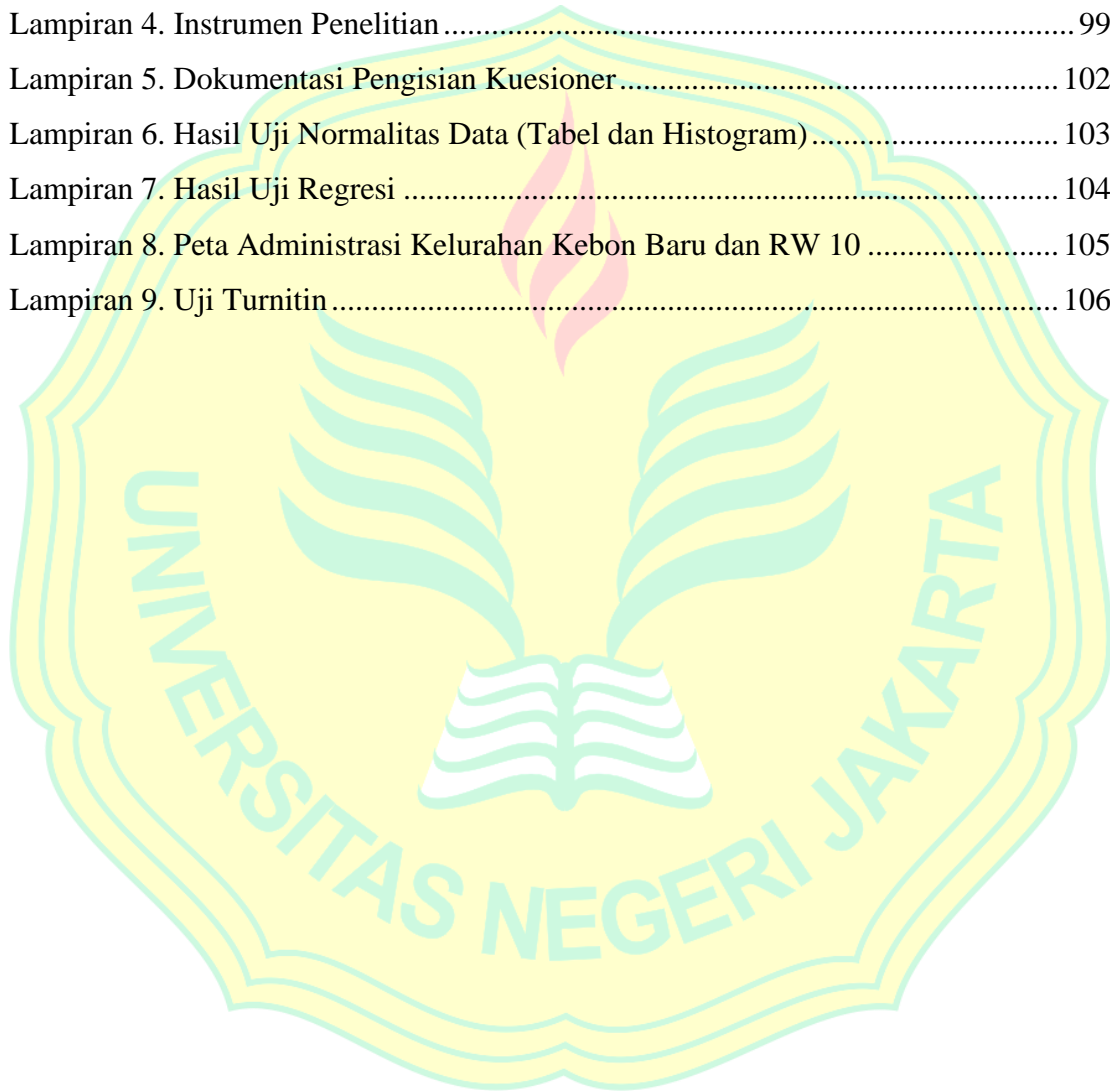 Lampiran 4. Instrumen Penelitian............................................................................. 99
Lampiran 5. Dokumentasi Pengisian Kuesioner...................................................... 102
Lampiran 6. Hasil Uji Normalitas Data (Tabel dan Histogram).............................. 103
Lampiran 7. Hasil Uji Regresi ................................................................................ 104
Lampiran 8. Peta Administrasi Kelurahan Kebon Baru dan RW 10 ....................... 105
Lampiran 9. Uji Turnitin......................................................................................... 106
UNIVERSITAS NEGERI JAKARTA